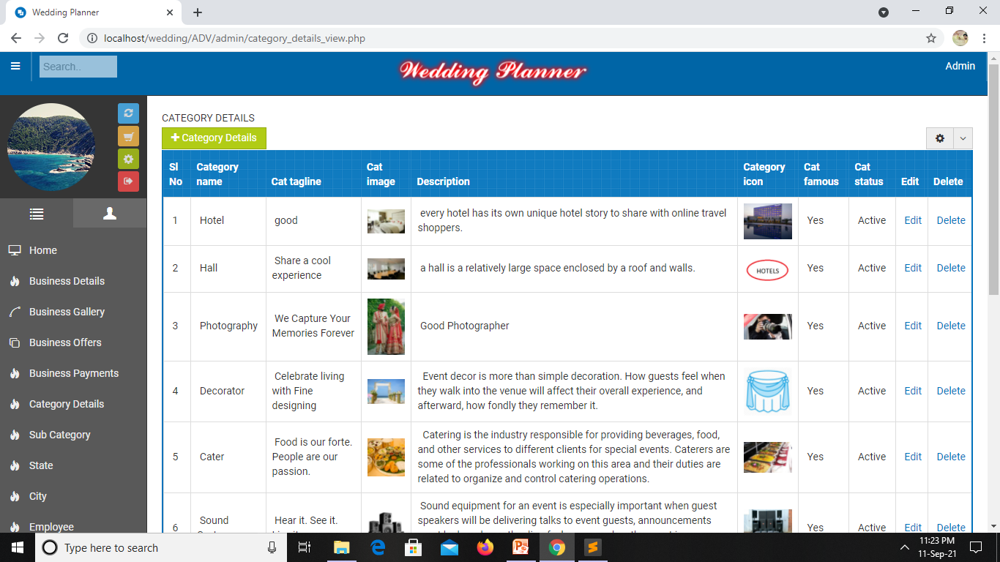 Wedding Planner
localhost/wedding/ADV/admin/category_details_view.php
Search..
Wedding Planner
Admin
CATEGORY DETAILS
Category Details
Sl No
Category name
Cat tagline
Cat image
Description
Category icon
Cat famous
Cat status
Edit
Delete
1
Hotel
good
every hotel has its own unique hotel story to share with online travel
shoppers.
Yes
Active
Edit
Delete
2
Hall
Share a cool
experience
a hall is a relatively large space enclosed by a roof and walls.
HOTELS
Yes
Active
Edit
Delete
3
Photography
We Capture Your
Memories Forever
Good Photographer
Yes
Active
Edit
Delete
4
Decorator
Celebrate living
with Fine
designing
Event decor is more than simple decoration. How guests feel when
they walk into the venue will affect their overall experience, and
afterward, how fondly they remember it.
Yes
Active
Edit
Delete
5
Cater
Food is our forte.
People are our
passion.
Catering is the industry responsible for providing beverages, food,
and other services to different clients for special events. Caterers are
some of the professionals working on this area and their duties are
related to organize and control catering operations.
Yes
Active
Edit
Delete
6
Sound
Hear it. See it.
Sound equipment for an event is especially important when guest
speakers will be delivering talks to event guests, announcements
Yes
Active
Edit
Delete
Home
Business Details
Business Gallery
Business Offers
Business Payments
Category Details
Sub Category
State
City
Employee
Type here to search
11:23 PM
11-Sep-21